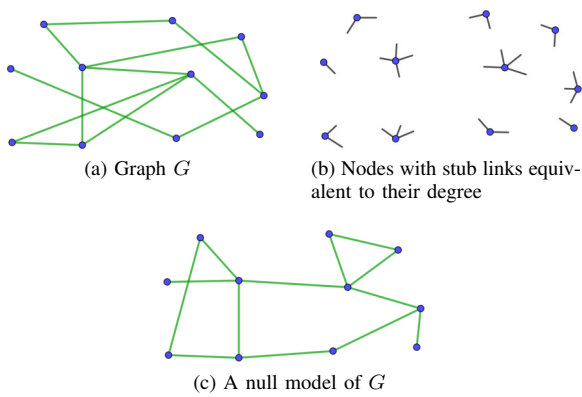 (a) Graph G
(b) Nodes with stub links equiv-
alent to their degree
(c) A null model of G